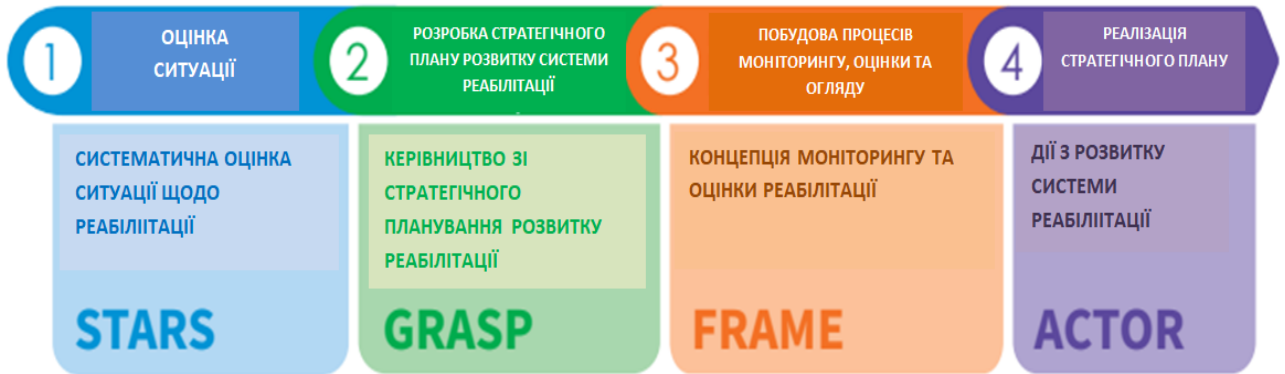 1
ОЦІНКА
СИТУАЦІЇ
2
РОЗРОБКА СТРАТЕГІЧНОГО
ПЛАНУ РОЗВИТКУ СИСТЕМИ
РЕАБІЛІТАЦІЇ
3
ПОБУДОВА ПРОЦЕСІВ
МОНІТОРИНГУ, ОЦІНКИ ТА
ОГЛЯДУ
4
РЕАЛІЗАЦІЯ
СТРАТЕГІЧНОГО ПЛАНУ
СИСТЕМАТИЧНА ОЦІНКА
СИТУАЦІЇ ЩОДО
РЕАБІЛІІТАЦІЇ
STARS
КЕРІВНИЦТВО ЗІ
СТРАТЕГІЧНОГО
ПЛАНУВАННЯ РОЗВИТКУ
РЕАБІЛІТАЦІЇ
GRASP
КОНЦЕПЦІЯ МОНІТОРИНГУ ТА
ОЦІНКИ РЕАБІЛІТАЦІЇ
FRAME
ДІЇ З РОЗВИТКУ
СИСТЕМИ
РЕАБІЛІІТАЦІЇ
ACTOR